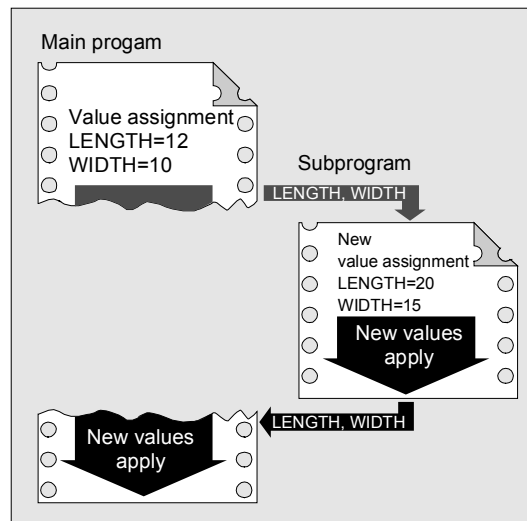 Main progam
Value assignment
LENGTH=12
WIDTH=10
Subprogram
LENGTH, WIDTH
New
value assignment
LENGTH=20
WIDTH=15
New values
apply
LENGTH, WIDTH
New values
apply